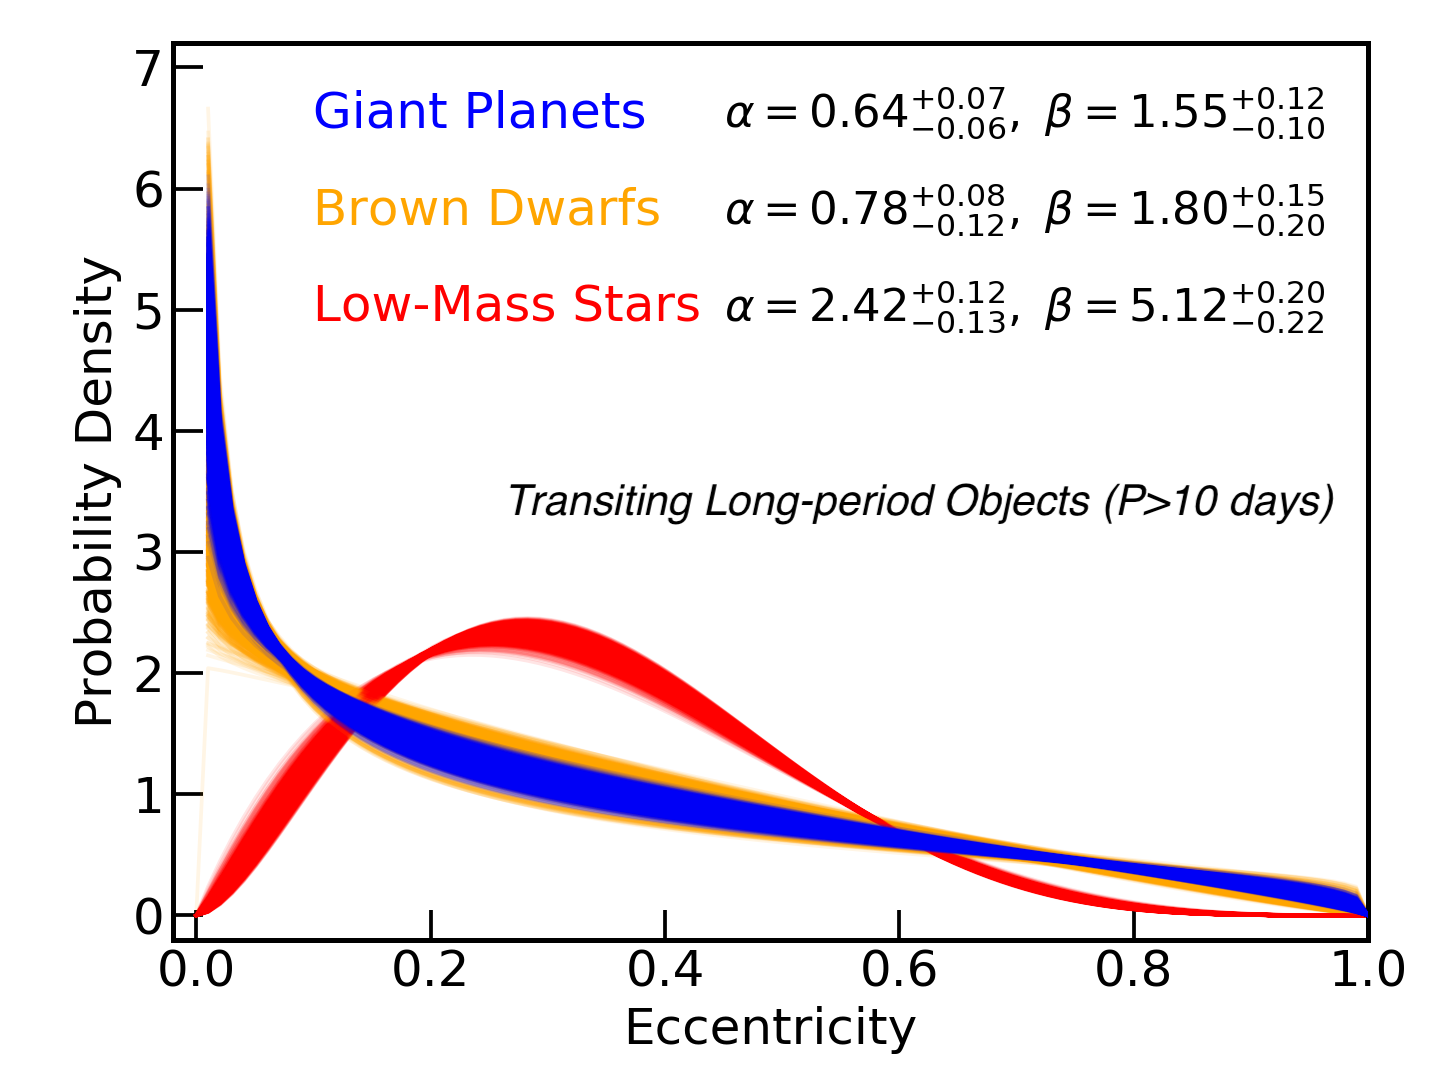 Giant Planets α = 0.64 +0.07 −0.06, β = 1.55 +0.12 −0.10
Brown Dwarfs α = 0.78 +0.08 −0.12, β = 1.80 +0.15 −0.20
Low-Mass Stars α = 2.42 +0.12 −0.13, β = 5.12 +0.20 −0.22
Transiting Long-period Objects (P>10 days)
Probability Density
7
6
5
4
3
2
1
0
0.0 0.2 0.4 0.6 0.8 1.0
Eccentricity